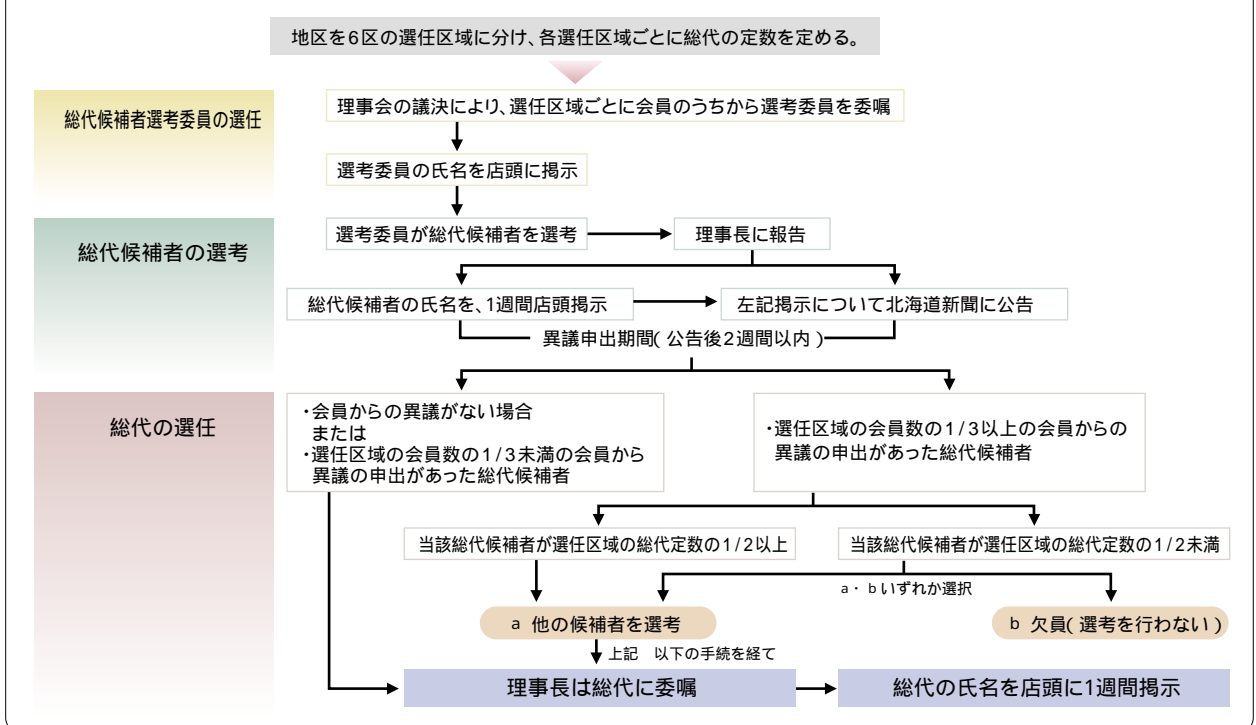 地区を6区の選任区域に分け、各選任区域ごとに総代の定数を定める。
総代候補者選考委員の選任
理事会の議決により、選任区域ごとに会員のうちから選考委員を委嘱
選考委員の氏名を店頭に掲示
総代候補者の選考
選考委員が総代候補者を選考
理事長に報告
総代候補者の氏名を、1週間店頭掲示
左記掲示について北海道新聞に公告
異議申出期間(公告後2週間以内)
総代の選任
・会員からの異議がない場合
または
・選任区域の会員数の1/3未満の会員から
異議の申出があった総代候補者
・選任区域の会員数の1/3以上の会員からの
異議の申出があった総代候補者
当該総代候補者が選任区域の総代定数の1/2以上
当該総代候補者が選任区域の総代定数の1/2未満
a・bいずれか選択
a 他の候補者を選考
b 欠員(選考を行わない)
上記 以下の手続を経て
理事長は総代に委嘱
総代の氏名を店頭に1週間掲示